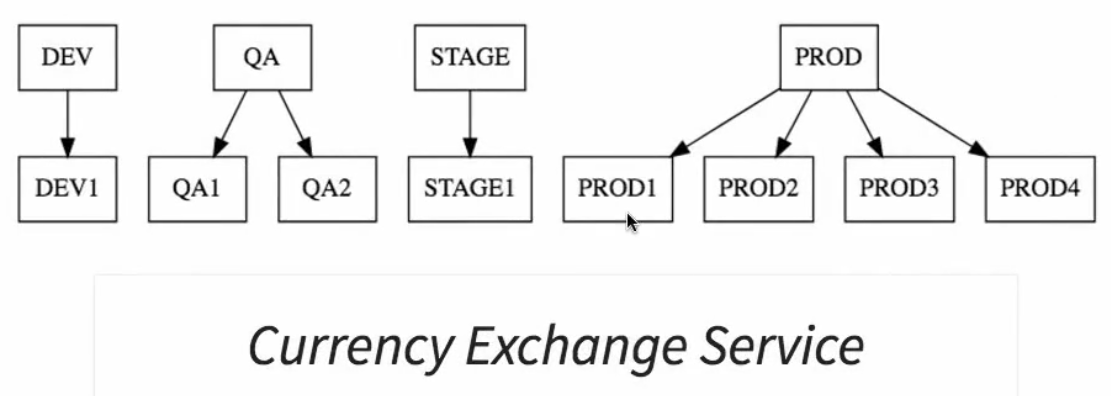 DEV QA STAGE PROD
DEV1 QA1 QA2 STAGE1 PROD1 PROD2 PROD3 PROD4
Currency Exchange Service